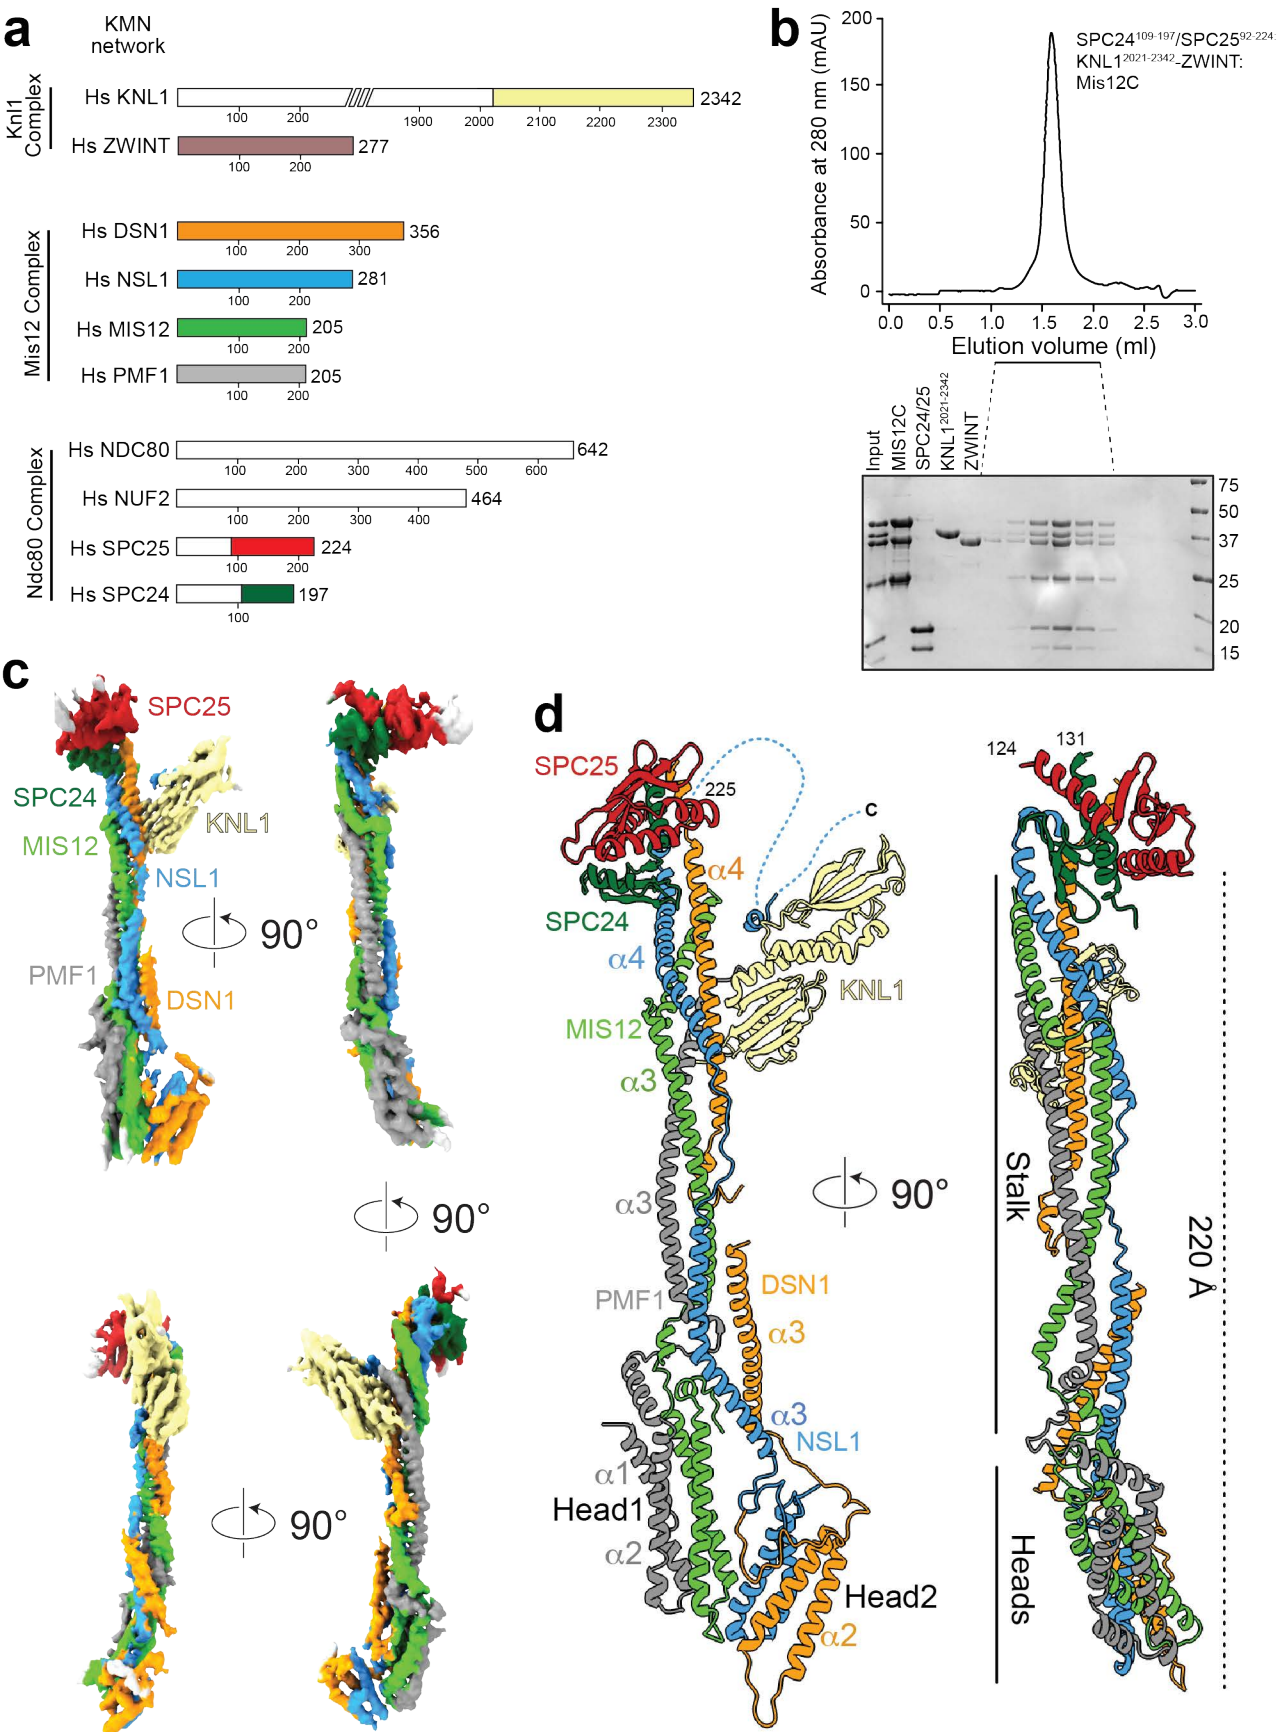 a
KMN
network
Knl1
Complex
Hs KNL1
2342
100 200 1900 2000 2100 2200 2300
Hs ZWINT
277
100 200
Mis12 Complex
Hs DSN1
356
100 200 300
Hs NSL1
281
100 200
Hs MIS12
205
100 200
Hs PMF1
205
100 200
Ndc80 Complex
Hs NDC80
642
100 200 300 400 500 600
Hs NUF2
464
100 200 300 400
Hs SPC25
224
Hs SPC24
197
100
b
Absorbance at 280 nm (mAU)
200
150
100
50
0
SPC24¹⁰⁹⁻¹⁹⁷/SPC25⁹²⁻²²⁴:
KNL1²⁰²¹⁻²³⁴²-ZWINT:
Mis12C
0.0 0.5 1.0 1.5 2.0 2.5 3.0
Elution volume (ml)
Input
MIS12C
SPC24/25
KNL1²⁰²¹⁻²³⁴²
ZWINT
75
50
37
25
20
15
c
SPC25
SPC24
MIS12
KNL1
NSL1
90°
PMF1
DSN1
90°
90°
d
SPC25
225
C
α4
SPC24
α4
KNL1
MIS12
α3
α3
90°
PMF1
DSN1
α3
α3
NSL1
α1
Head1
α2
Head2
α2
124
131
Stalk
220 Å
Heads